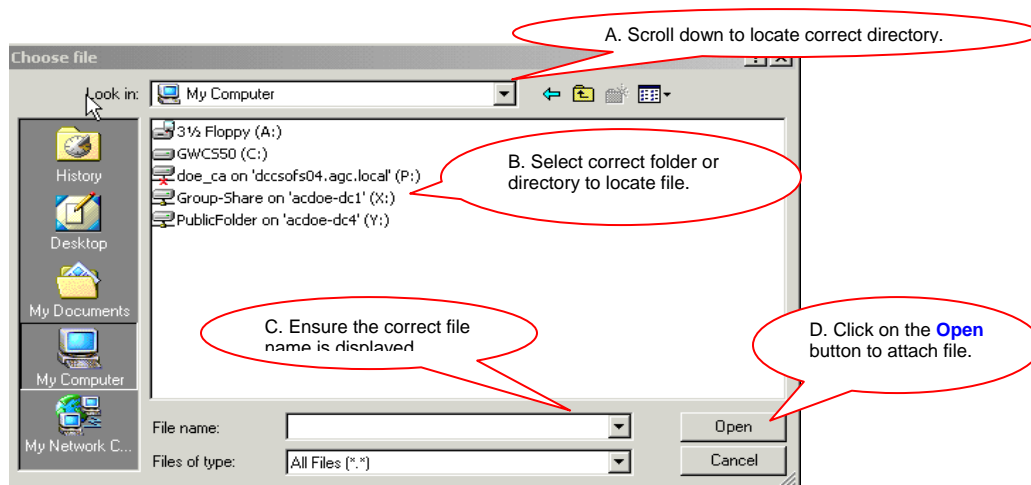 A. Scroll down to locate correct directory.
Choose file
Look in:
My Computer
3½ Floppy (A:)
GWCS50 (C:)
doe_ca on 'dccsofs04.agc.local' (P:)
Group-Share on 'acdoe-dc1' (X:)
PublicFolder on 'acdoe-dc4' (Y:)
B. Select correct folder or
directory to locate file.
History
Desktop
My Documents
My Computer
My Network C...
C. Ensure the correct file
name is displayed
D. Click on the Open
button to attach file.
File name:
Open
Files of type:
All Files (*.*)
Cancel